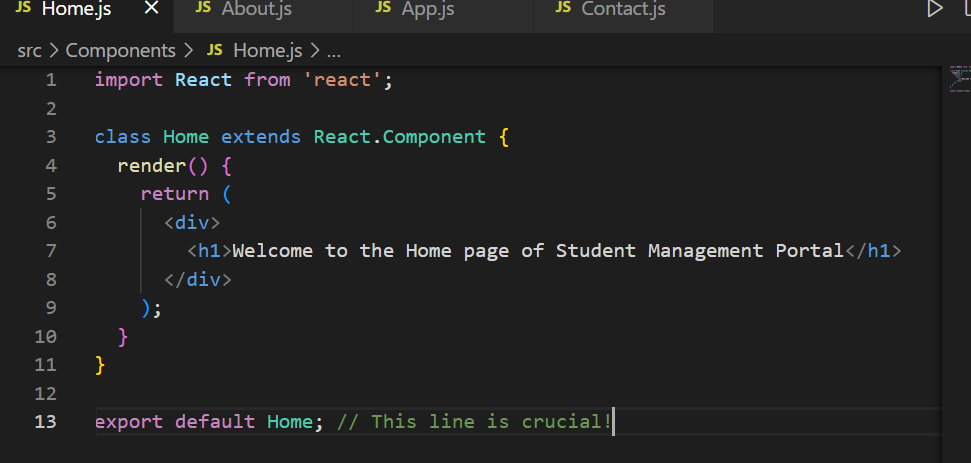 JS Home.js × JS About.js JS App.js JS Contact.js
src > Components > JS Home.js > ...
1 import React from 'react';
2
3 class Home extends React.Component {
4   render() {
5     return (
6       <div>
7         <h1>Welcome to the Home page of Student Management Portal</h1>
8       </div>
9     );
10   }
11 }
12
13 export default Home; // This line is crucial!